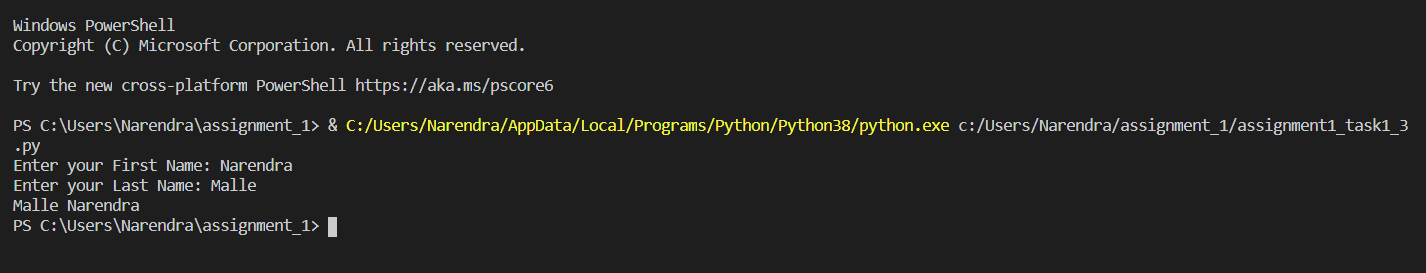 Windows PowerShell
Copyright (C) Microsoft Corporation. All rights reserved.
Try the new cross-platform PowerShell https://aka.ms/pscore6
PS C:\Users\Narendra\assignment_1> & C:/Users/Narendra/AppData/Local/Programs/Python/Python38/python.exe c:/Users/Narendra/assignment_1/assignment1_task1_3
.py
Enter your First Name: Narendra
Enter your Last Name: Malle
Malle Narendra
PS C:\Users\Narendra\assignment_1>